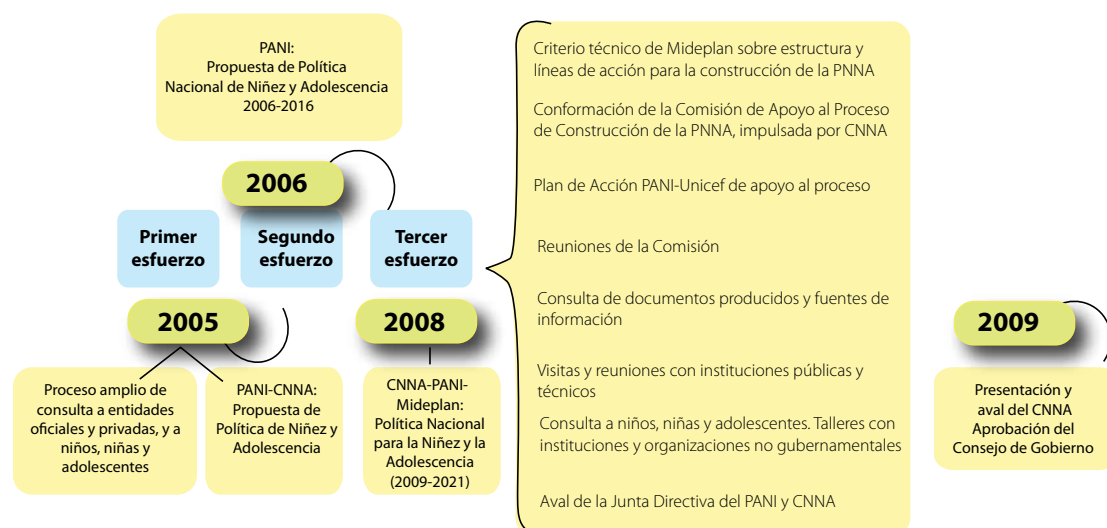 PANI:
Propuesta de Política
Nacional de Niñez y Adolescencia
2006-2016
2006
Primer
esfuerzo
Segundo
esfuerzo
Tercer
esfuerzo
2005
2008
Proceso amplio de
consulta a entidades
oficiales y privadas, y a
niños, niñas y
adolescentes
PANI-CNNA:
Propuesta de
Política de Niñez y
Adolescencia
CNNA-PANI-
Mideplan:
Política Nacional
para la Niñez y la
Adolescencia
(2009-2021)
Criterio técnico de Mideplan sobre estructura y
líneas de acción para la construcción de la PNNA
Conformación de la Comisión de Apoyo al Proceso
de Construcción de la PNNA, impulsada por CNNA
Plan de Acción PANI-Unicef de apoyo al proceso
Reuniones de la Comisión
Consulta de documentos producidos y fuentes de
información
Visitas y reuniones con instituciones públicas y
técnicos
Consulta a niños, niñas y adolescentes. Talleres con
instituciones y organizaciones no gubernamentales
Aval de la Junta Directiva del PANI y CNNA
2009
Presentación y
aval del CNNA
Aprobación del
Consejo de Gobierno